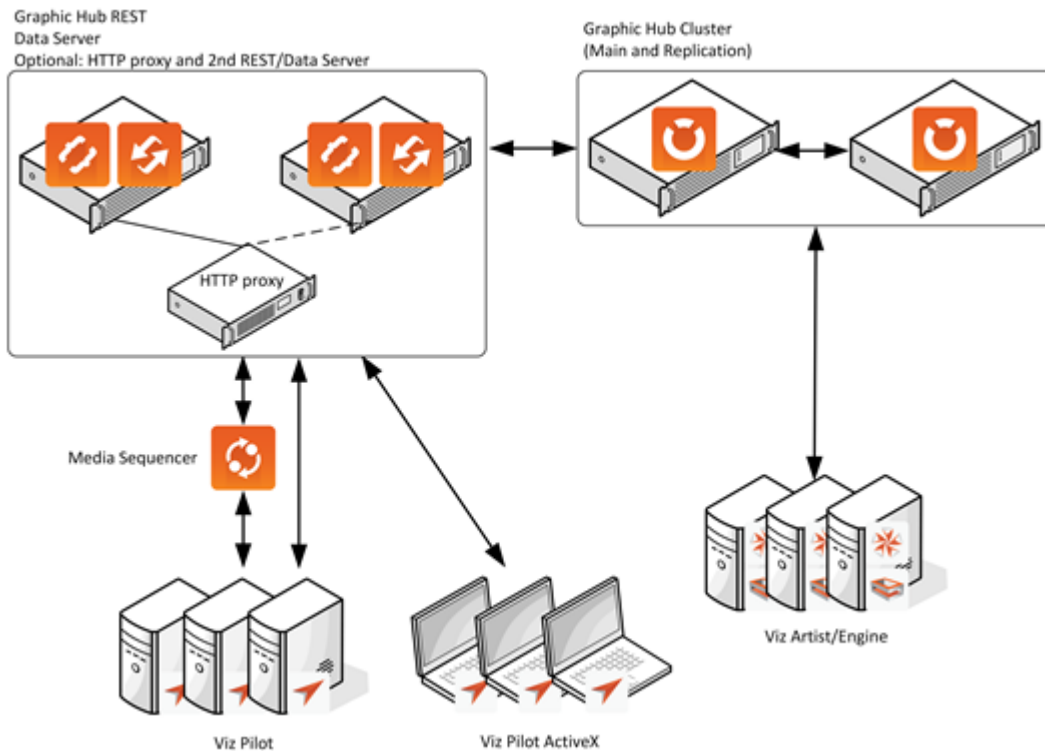 Graphic Hub REST
Data Server
Optional: HTTP proxy and 2nd REST/Data Server
Graphic Hub Cluster
(Main and Replication)
HTTP proxy
Media Sequencer
Viz Artist/Engine
Viz Pilot
Viz Pilot ActiveX